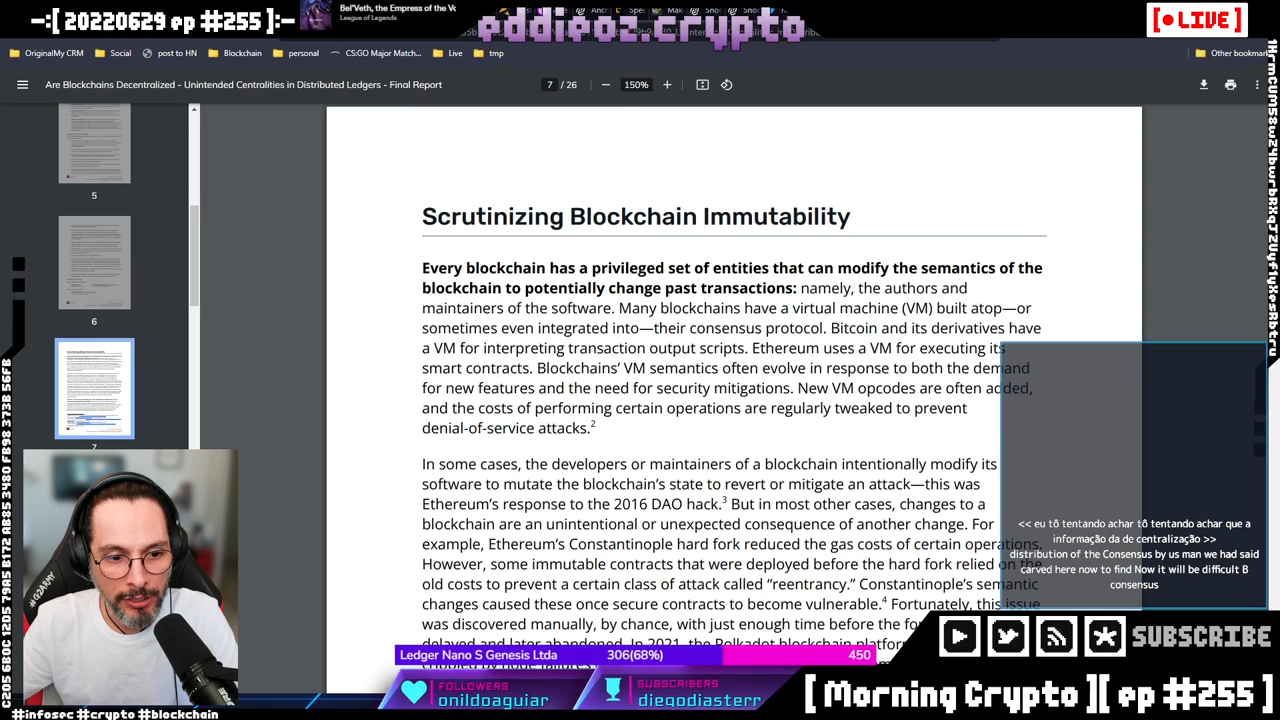 -:[ 20220629 ep #255 ]:-
Bel'Veth, the Empress of the Vo
League of Legends
eddieoz.crypto
[ LIVE ]
OriginalMy CRM
Social
post to HN
Blockchain
personal
CS:GO Major Match...
Live
tmp
Other bookmar
Are Blockchains Decentralized - Unintended Centralities in Distributed Ledgers - Final Report
7 / 26
150%
5
6
7
Scrutinizing Blockchain Immutability
Every blockchain has a privileged set of entities that can modify the semantics of the
blockchain to potentially change past transactions: namely, the authors and
maintainers of the software. Many blockchains have a virtual machine (VM) built atop—or
sometimes even integrated into—their consensus protocol. Bitcoin and its derivatives have
a VM for interpreting transaction output scripts. Ethereum uses a VM for executing its
smart contracts. Blockchains’ VM semantics often evolve in response to both the demand
for new features and the need for security mitigations. New VM opcodes are often added,
and the costs of performing certain operations are regularly tweaked to prevent
denial-of-service attacks.2
In some cases, the developers or maintainers of a blockchain intentionally modify its
software to mutate the blockchain’s state to revert or mitigate an attack—this was
Ethereum’s response to the 2016 DAO hack.3 But in most other cases, changes to a
blockchain are an unintentional or unexpected consequence of another change. For
example, Ethereum’s Constantinople hard fork reduced the gas costs of certain operations.
However, some immutable contracts that were deployed before the hard fork relied on the
old costs to prevent a certain class of attack called “reentrancy.” Constantinople’s semantic
changes caused these once secure contracts to become vulnerable.4 Fortunately, this issue
was discovered manually, by chance, with just enough time before the for
delayed and later abandoned. In 2021, the Polkadot blockchain platfor
<< eu tô tentando achar tô tentando achar que a
informação da de centralização >>
distribution of the Consensus by us man we had said
carved here now to find Now it will be difficult B
consensus
Ledger Nano S Genesis Ltda
306(68%)
450
FOLLOWERS
onildoaguiar
SUBSCRIBERS
diegodiasterr
SUBSCRIBE
[ Morning Crypto ][ ep #255 ]
#infosec #crypto #blockchain